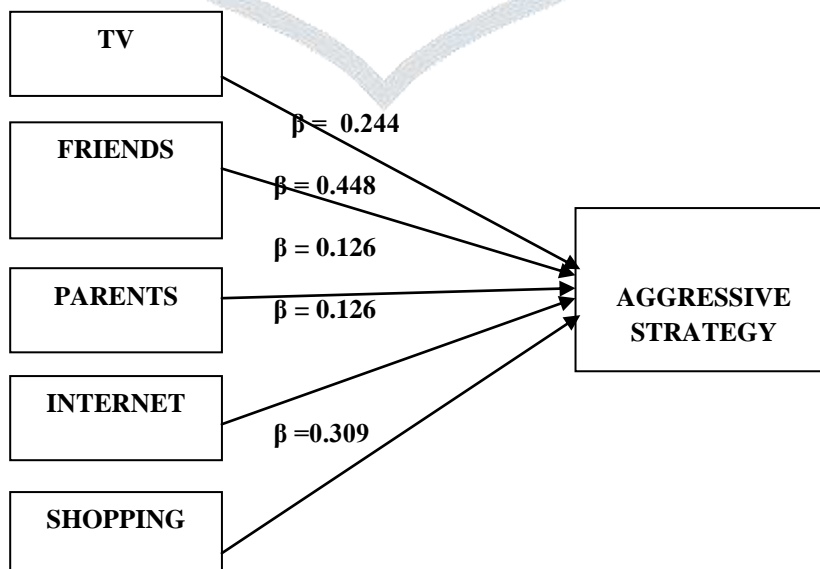 TV
β = 0.244
FRIENDS
β = 0.448
β = 0.126
PARENTS
β = 0.126
AGGRESSIVE
STRATEGY
INTERNET
β =0.309
SHOPPING